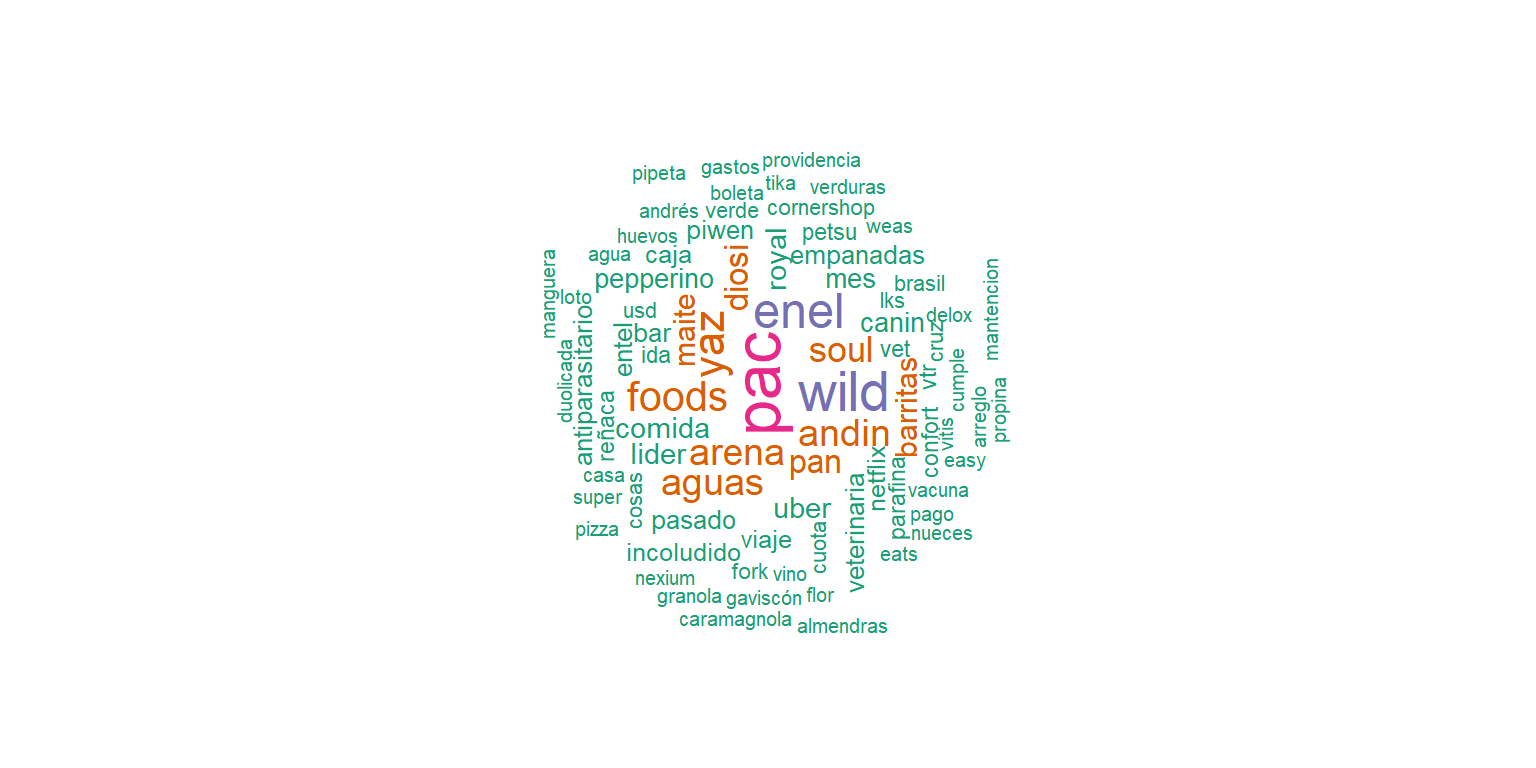 providencia
gastos
pipeta
tika
verduras
boleta
andrés
verde
cornershop
weas
huevos
piwen
petsu
royal
agua
caja
empanadas
diosi
manguera
pepperino
mes
brasil
mantencion
loto
usd
maite
enel
lks
delox
antiparasitarioo
entel
bar
yaz
canin
cruz
ida
pac
soul
vet
duolicada
foods
wild
barritas
vtr
cumple
reñaca
comida
andin
confort
vitis
arreglo
propina
lider
arena
pan
netflix
easy
casa
aguas
parafina
vacuna
super
cosas
pasado
uber
veterinaria
pago
pizza
viaje
cuota
nueces
incoludido
eats
nexium
fork
vino
granola
gaviscón
flor
caramagnola
almendras